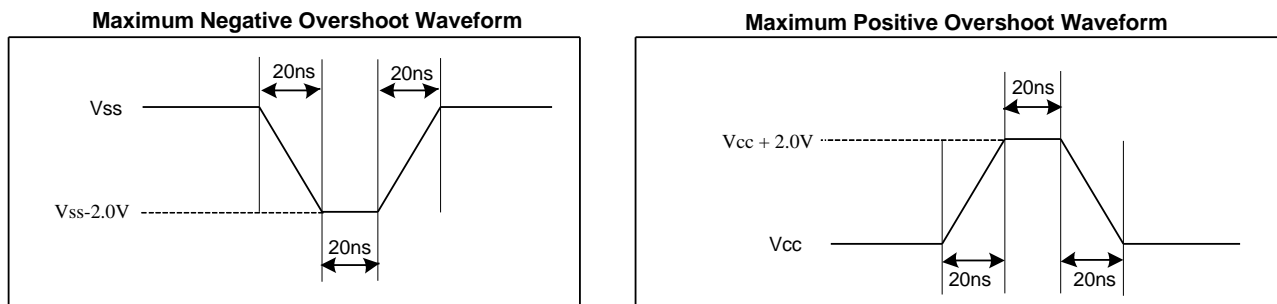 Maximum Negative Overshoot Waveform
20ns
20ns
Vss
Vss-2.0V
20ns
Maximum Positive Overshoot Waveform
20ns
Vcc + 2.0V
Vcc
20ns
20ns